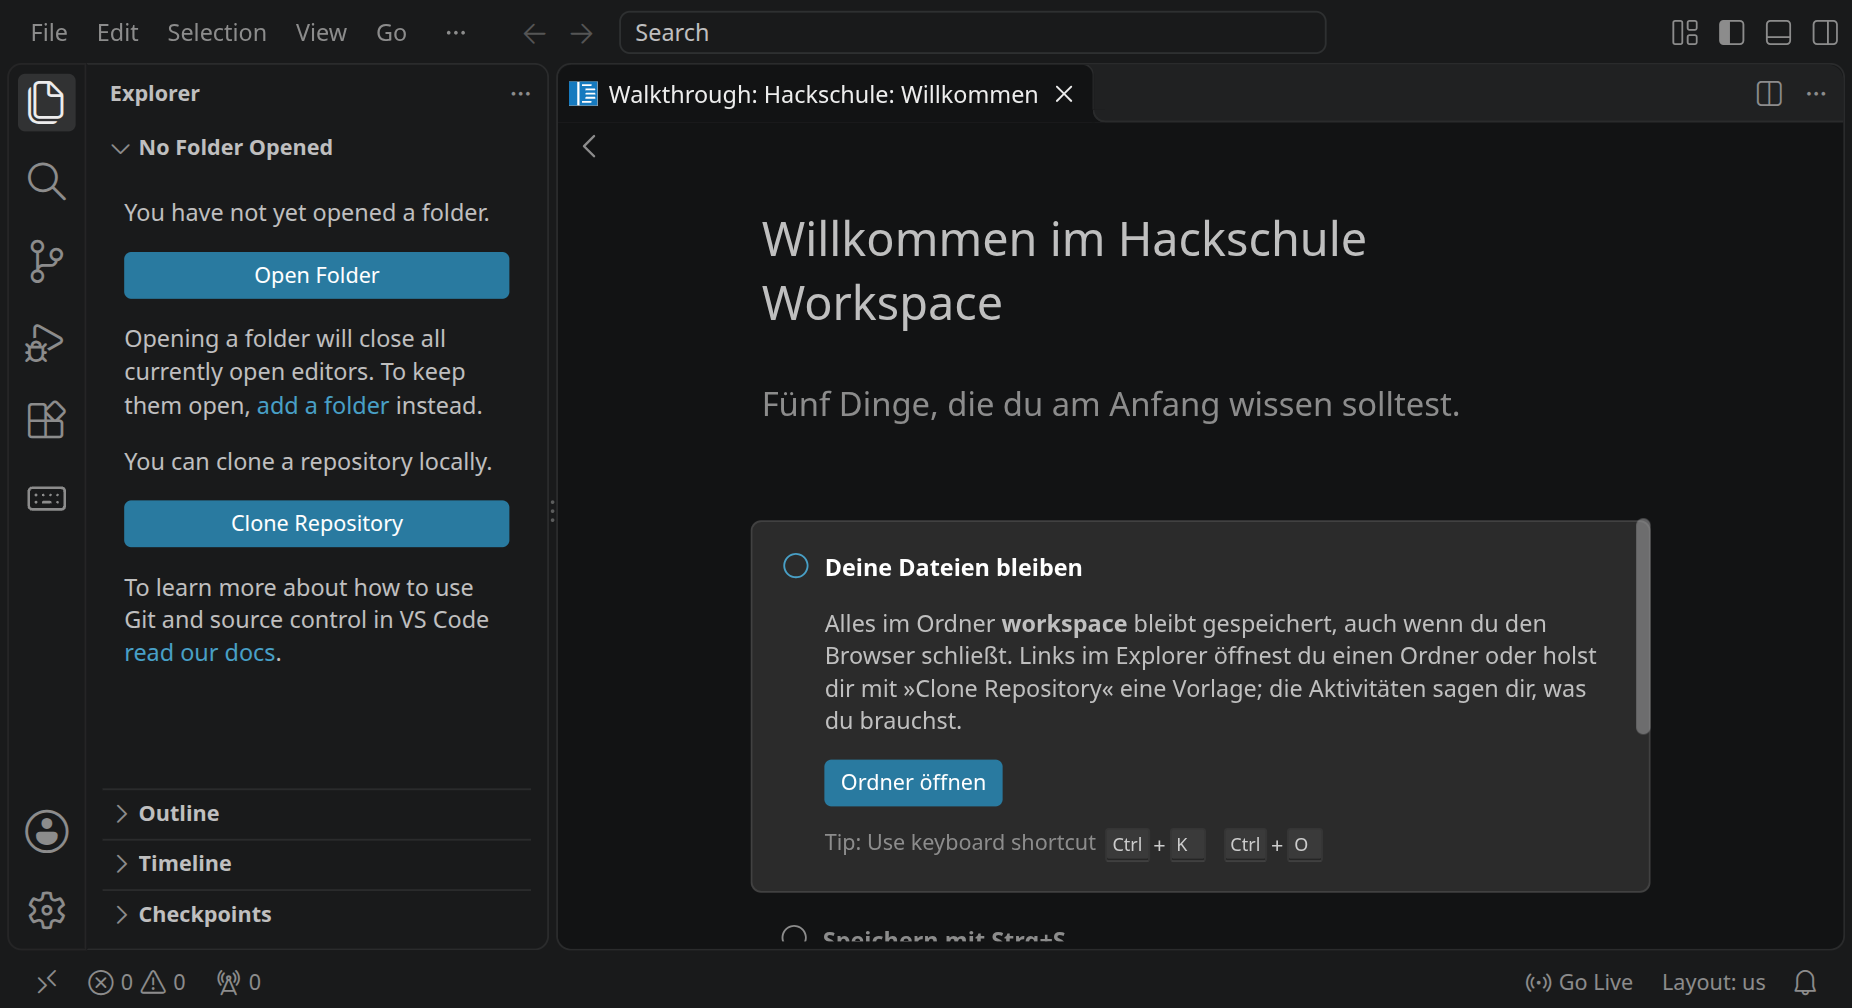 File Edit Selection View Go ··· Search
Explorer ···
No Folder Opened
You have not yet opened a folder.
Open Folder
Opening a folder will close all
currently open editors. To keep
them open, add a folder instead.
You can clone a repository locally.
Clone Repository
To learn more about how to use
Git and source control in VS Code
read our docs.
Outline
Timeline
Checkpoints
Walkthrough: Hackschule: Willkommen
Willkommen im Hackschule
Workspace
Fünf Dinge, die du am Anfang wissen solltest.
Deine Dateien bleiben
Alles im Ordner workspace bleibt gespeichert, auch wenn du den
Browser schließt. Links im Explorer öffnest du einen Ordner oder holst
dir mit »Clone Repository« eine Vorlage; die Aktivitäten sagen dir, was
du brauchst.
Ordner öffnen
Tip: Use keyboard shortcut Ctrl + K Ctrl + O
Speichern mit Strg+S
0 0 0 Go Live Layout: us